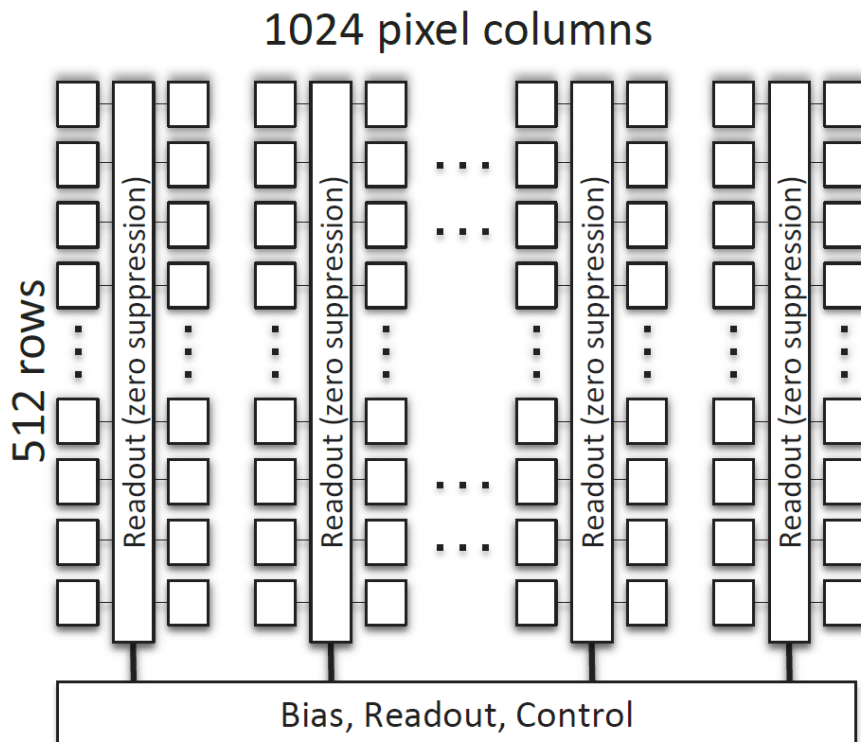 1024 pixel columns
512 rows
Readout (zero suppression)
Readout (zero suppression)
Readout (zero suppression)
Readout (zero suppression)
Bias, Readout, Control